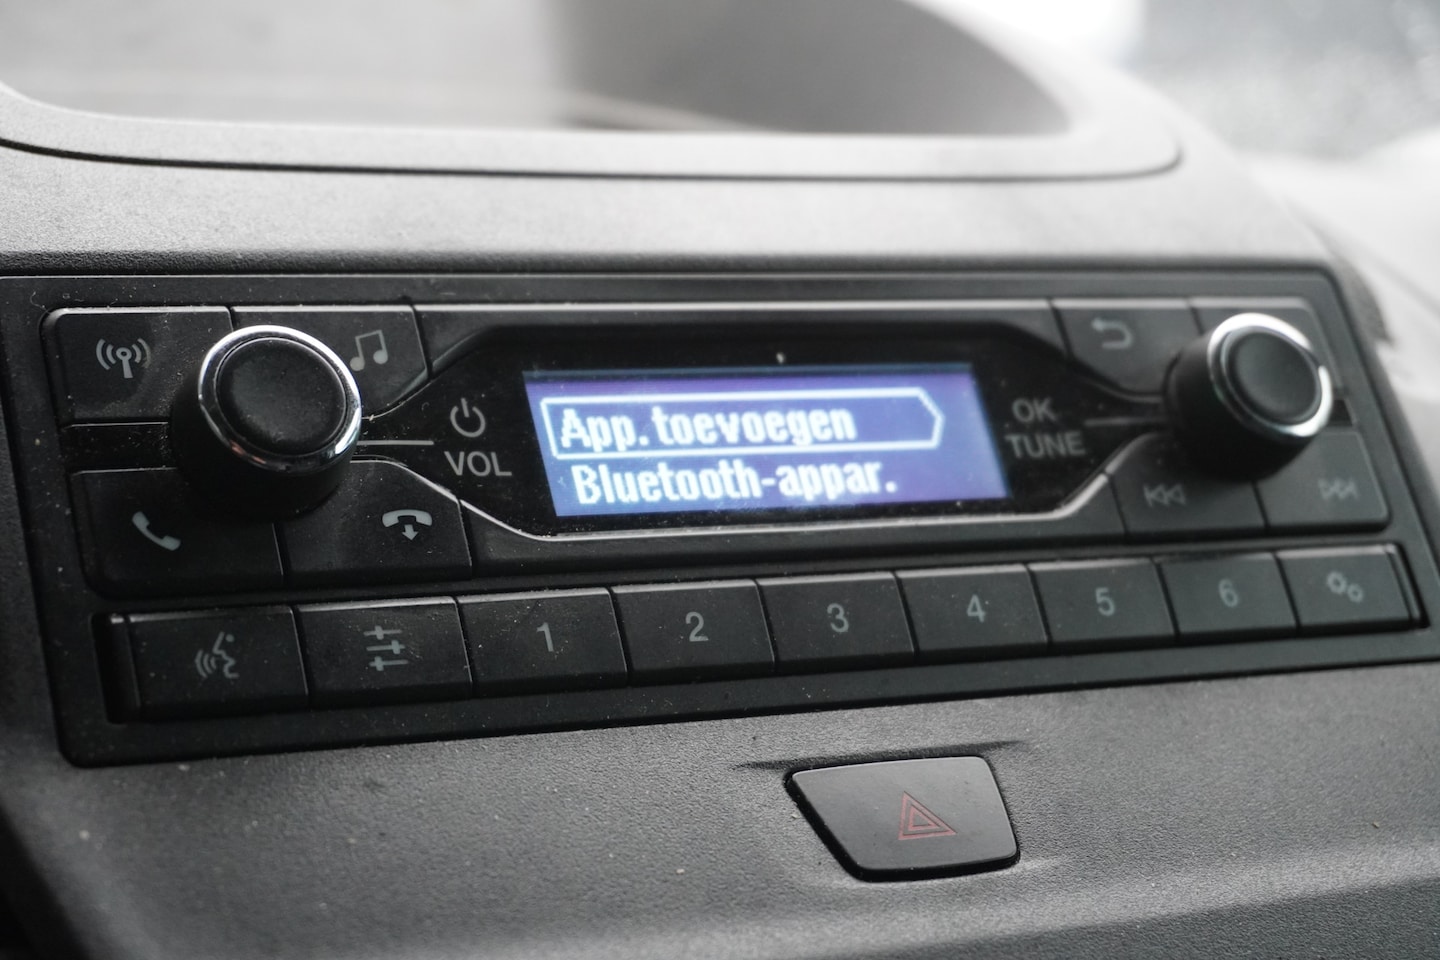 App. toevoegen
Bluetooth-appar.
VOL
OK
TUNE
1 2 3 4 5 6